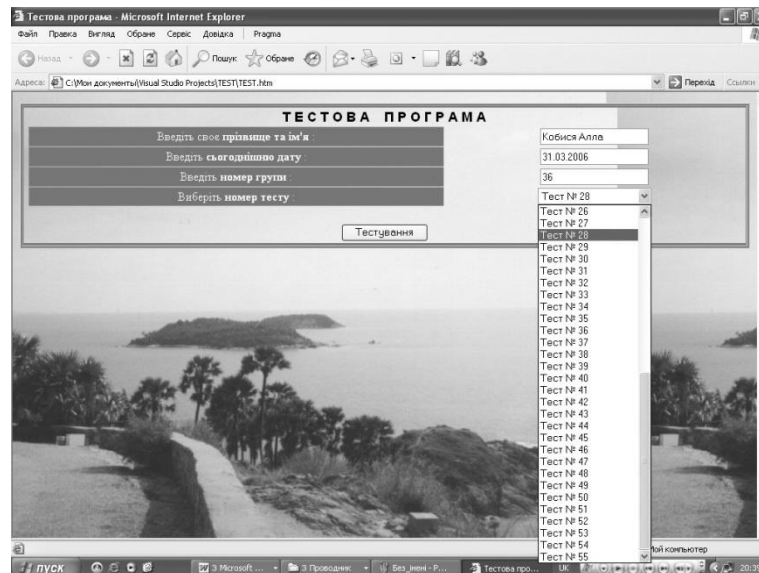 Тестова програма - Microsoft Internet Explorer
Файл Правка Вигляд Обране Сервіс Довідка Pragma
Назад Пошук Обране
Адреса: C:\Мои документы\Visual Studio Projects\TEST\TEST.htm Перехід Ссылки
ТЕСТОВА ПРОГРАМА
Введіть своє прізвище та ім'я : Кобися Алла
Введіть сьогоднішню дату : 31.03.2006
Введіть номер групи : 36
Виберіть номер тесту : Тест № 28
Тестування
Тест № 26
Тест № 27
Тест № 28
Тест № 29
Тест № 30
Тест № 31
Тест № 32
Тест № 33
Тест № 34
Тест № 35
Тест № 36
Тест № 37
Тест № 38
Тест № 39
Тест № 40
Тест № 41
Тест № 42
Тест № 43
Тест № 44
Тест № 45
Тест № 46
Тест № 47
Тест № 48
Тест № 49
Тест № 50
Тест № 51
Тест № 52
Тест № 53
Тест № 54
Тест № 55
Мой компьютер
пуск 3 Microsoft ... 3 Проводник Без_імені - P... Тестова про... UK 20:39